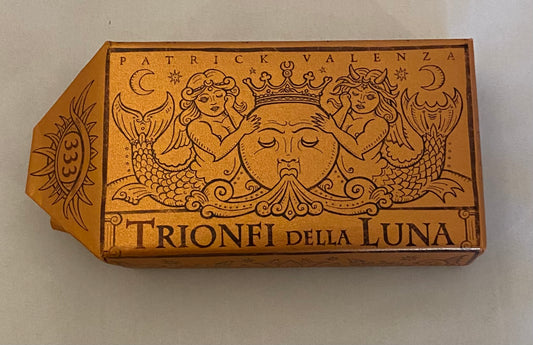 PATRICK VALENZA
TRIONFI DELLA LUNA
333